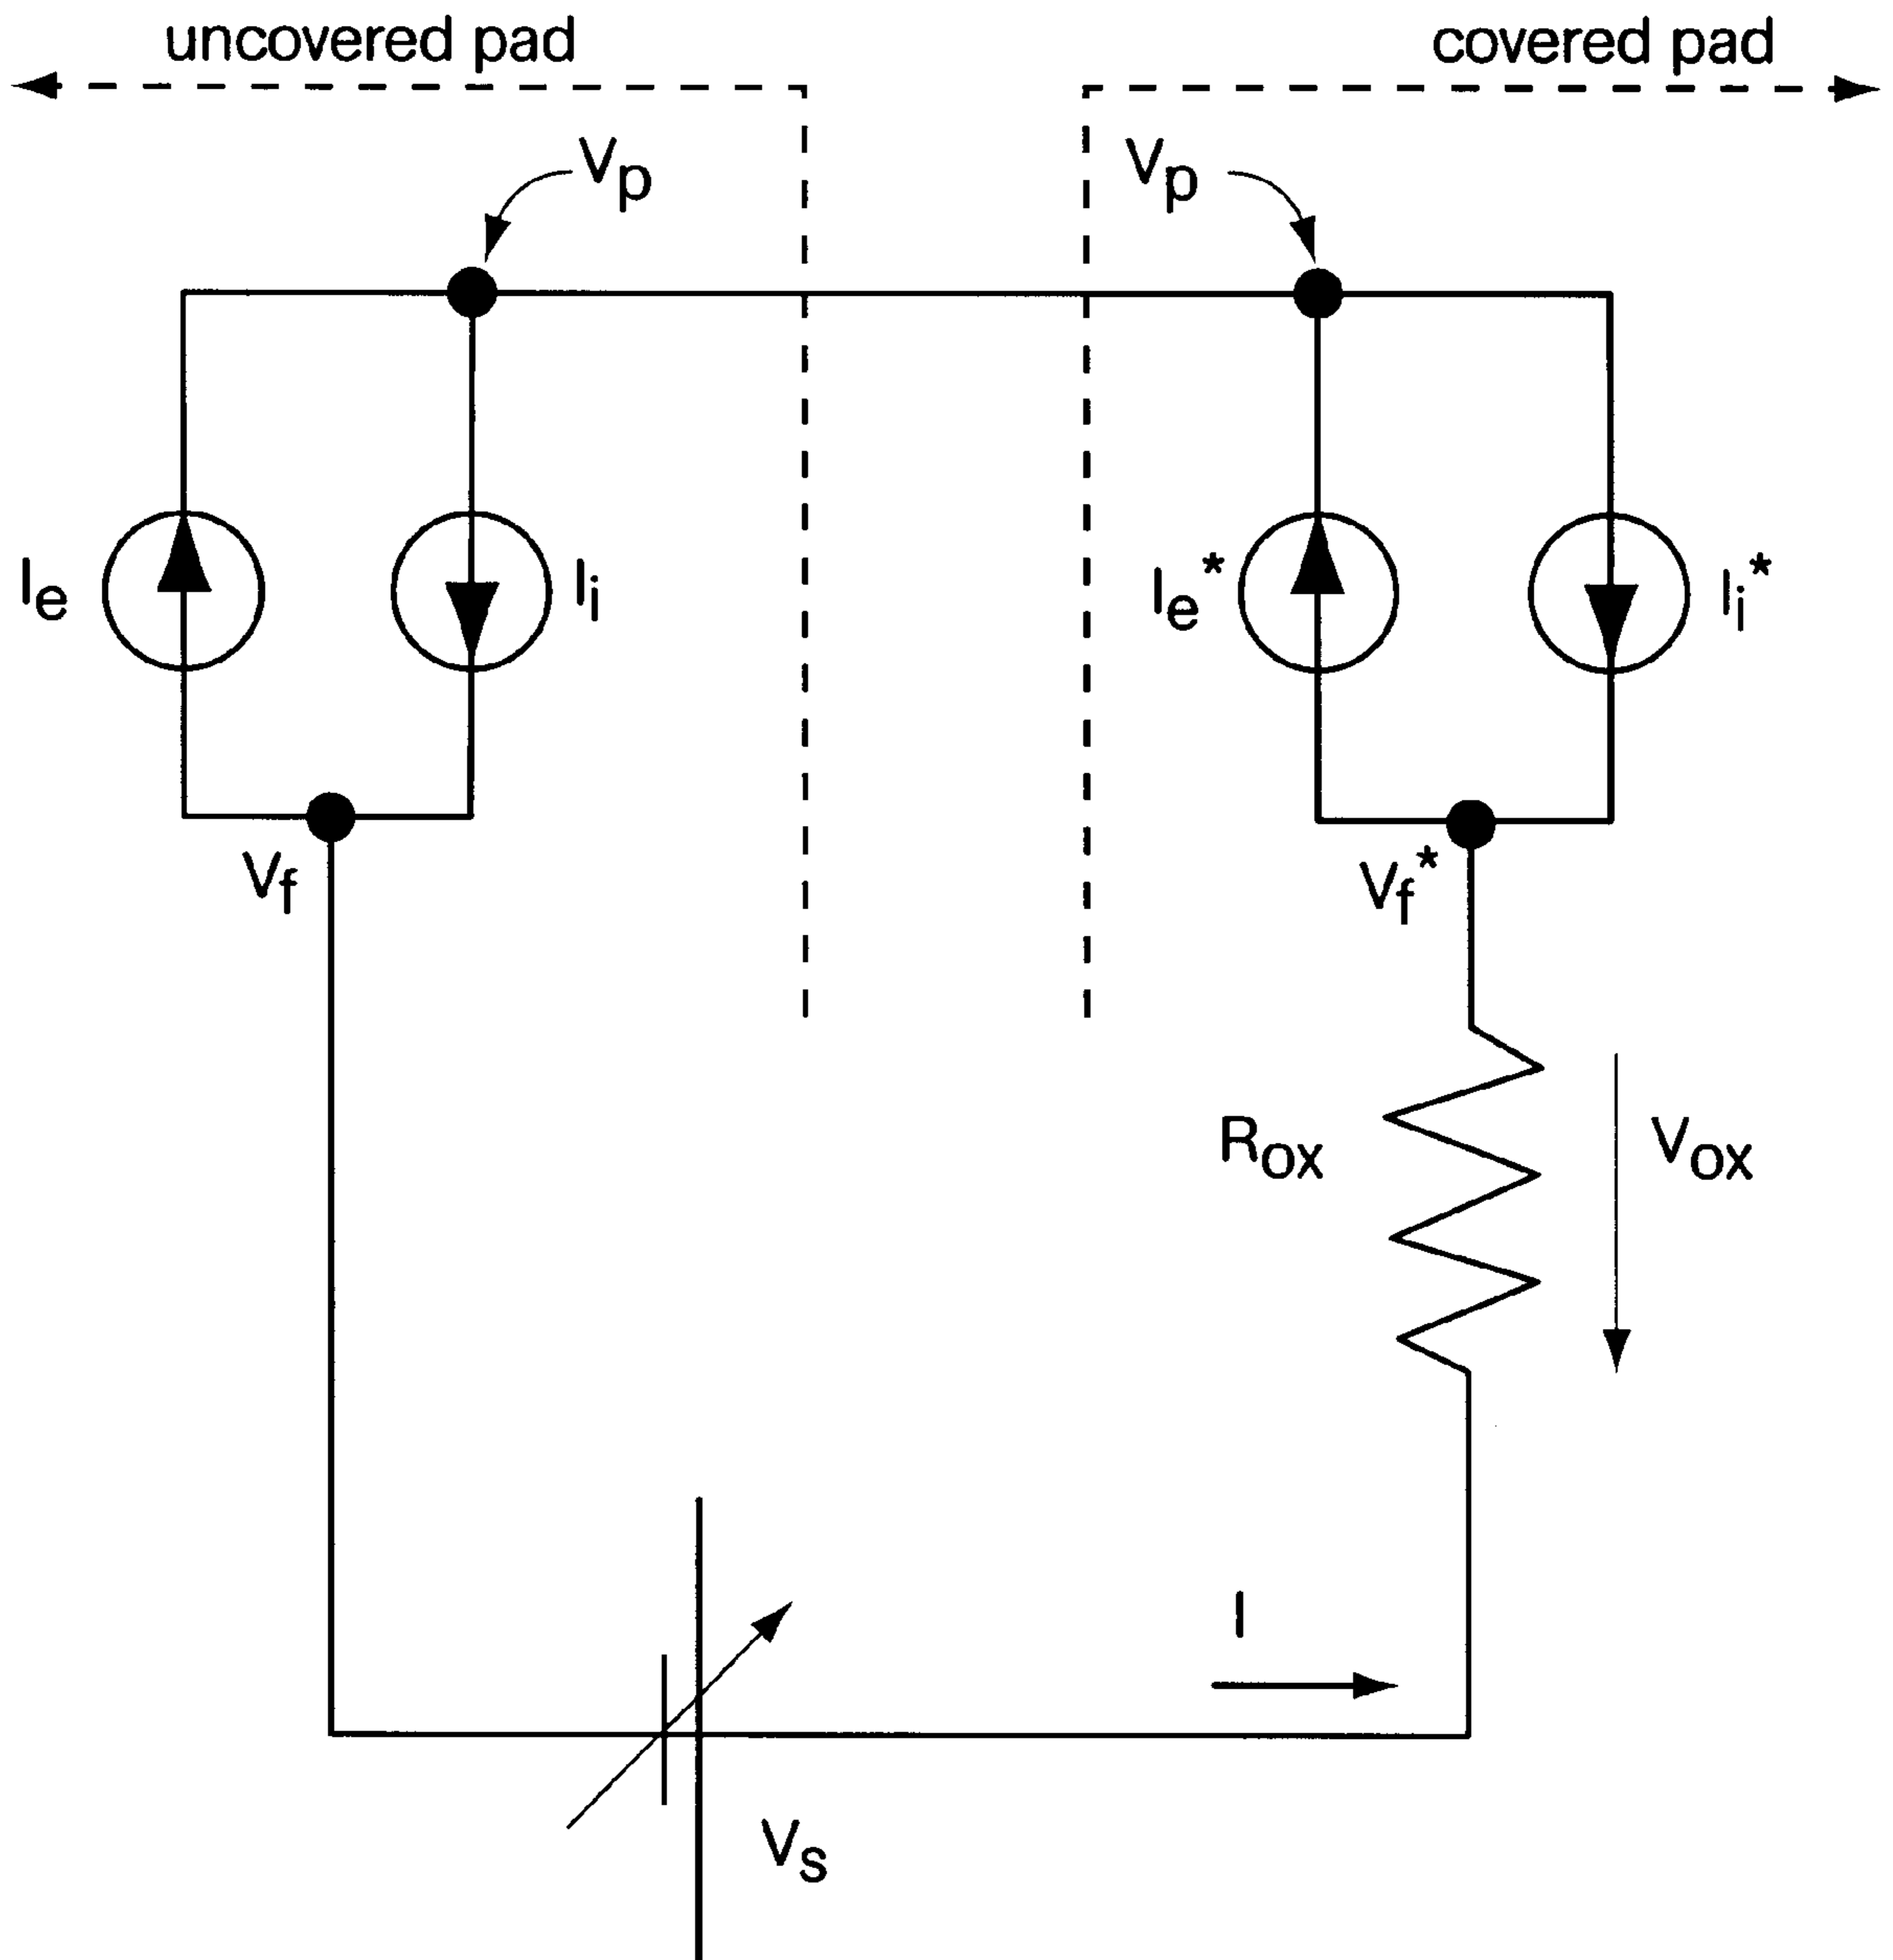 uncovered pad
covered pad
Vp
Vp
Ie
Ii
Ie*
Ii*
Vf
Vf*
Rox
Vox
I
Vs